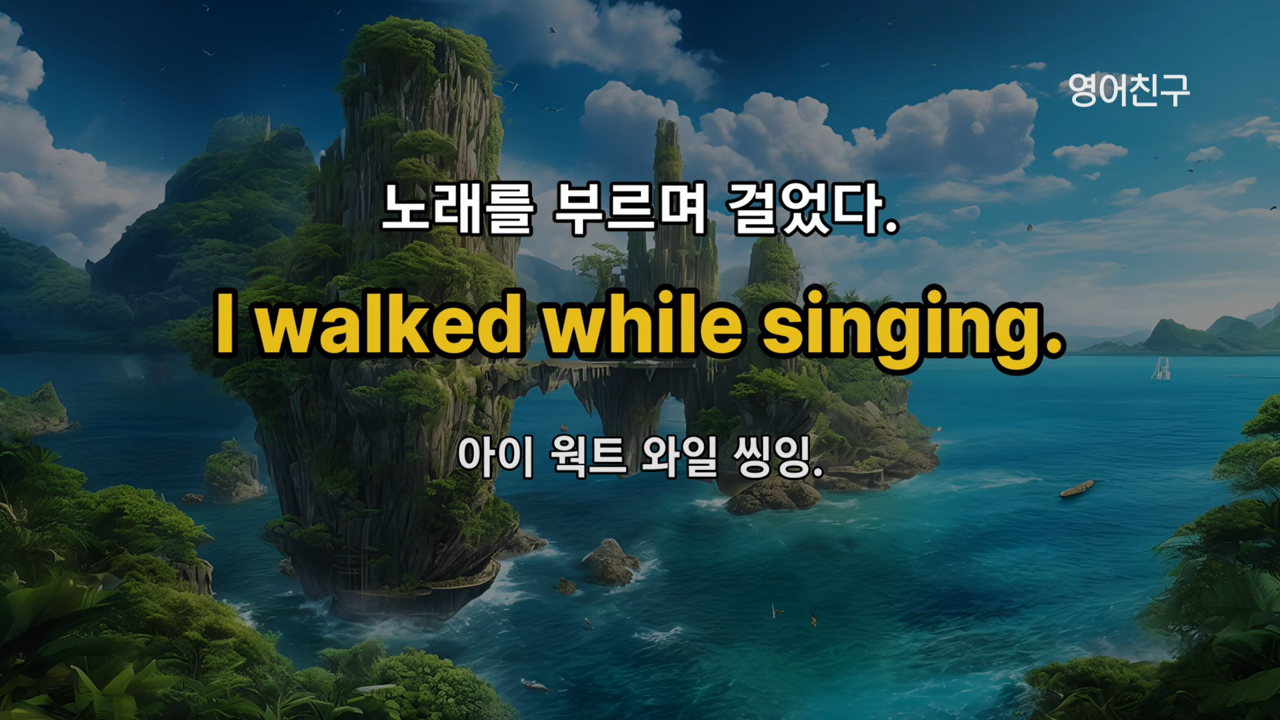 영어친구
노래를 부르며 걸었다.
I walked while singing.
아이 웍트 와일 씽잉.